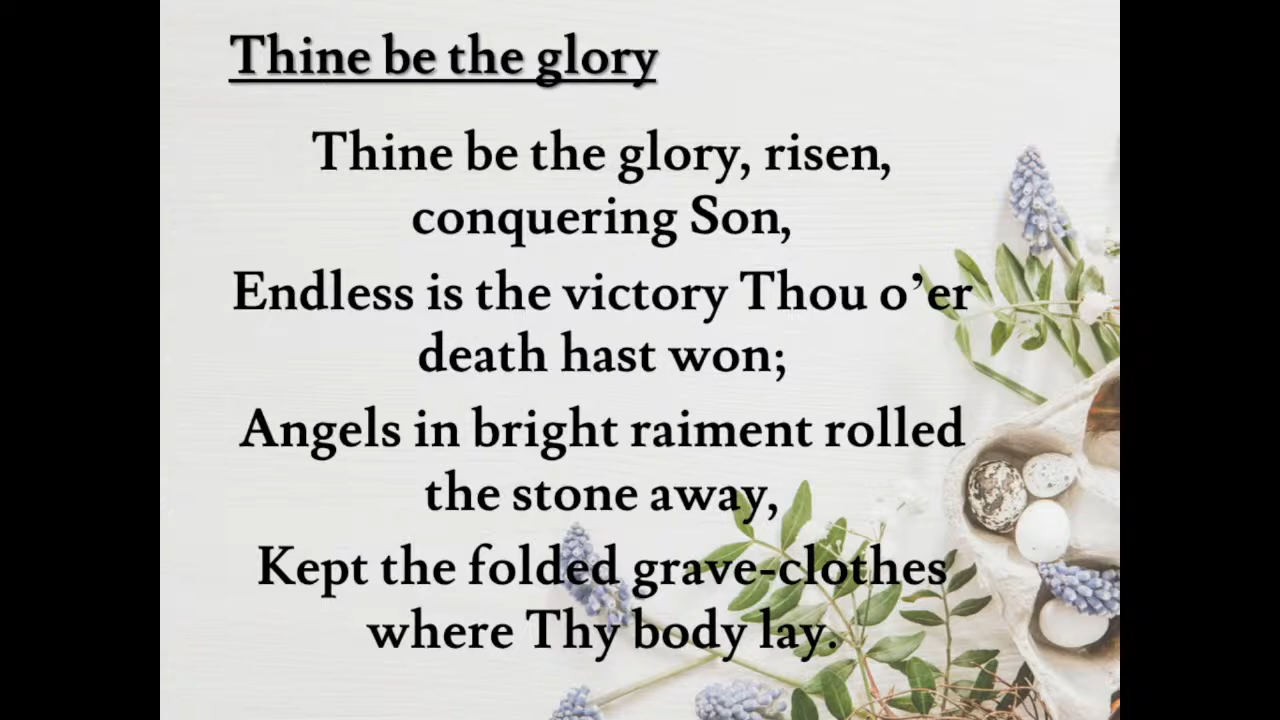 Thine be the glory
Thine be the glory, risen,
conquering Son,
Endless is the victory Thou o’er
death hast won;
Angels in bright raiment rolled
the stone away,
Kept the folded grave-clothes
where Thy body lay.